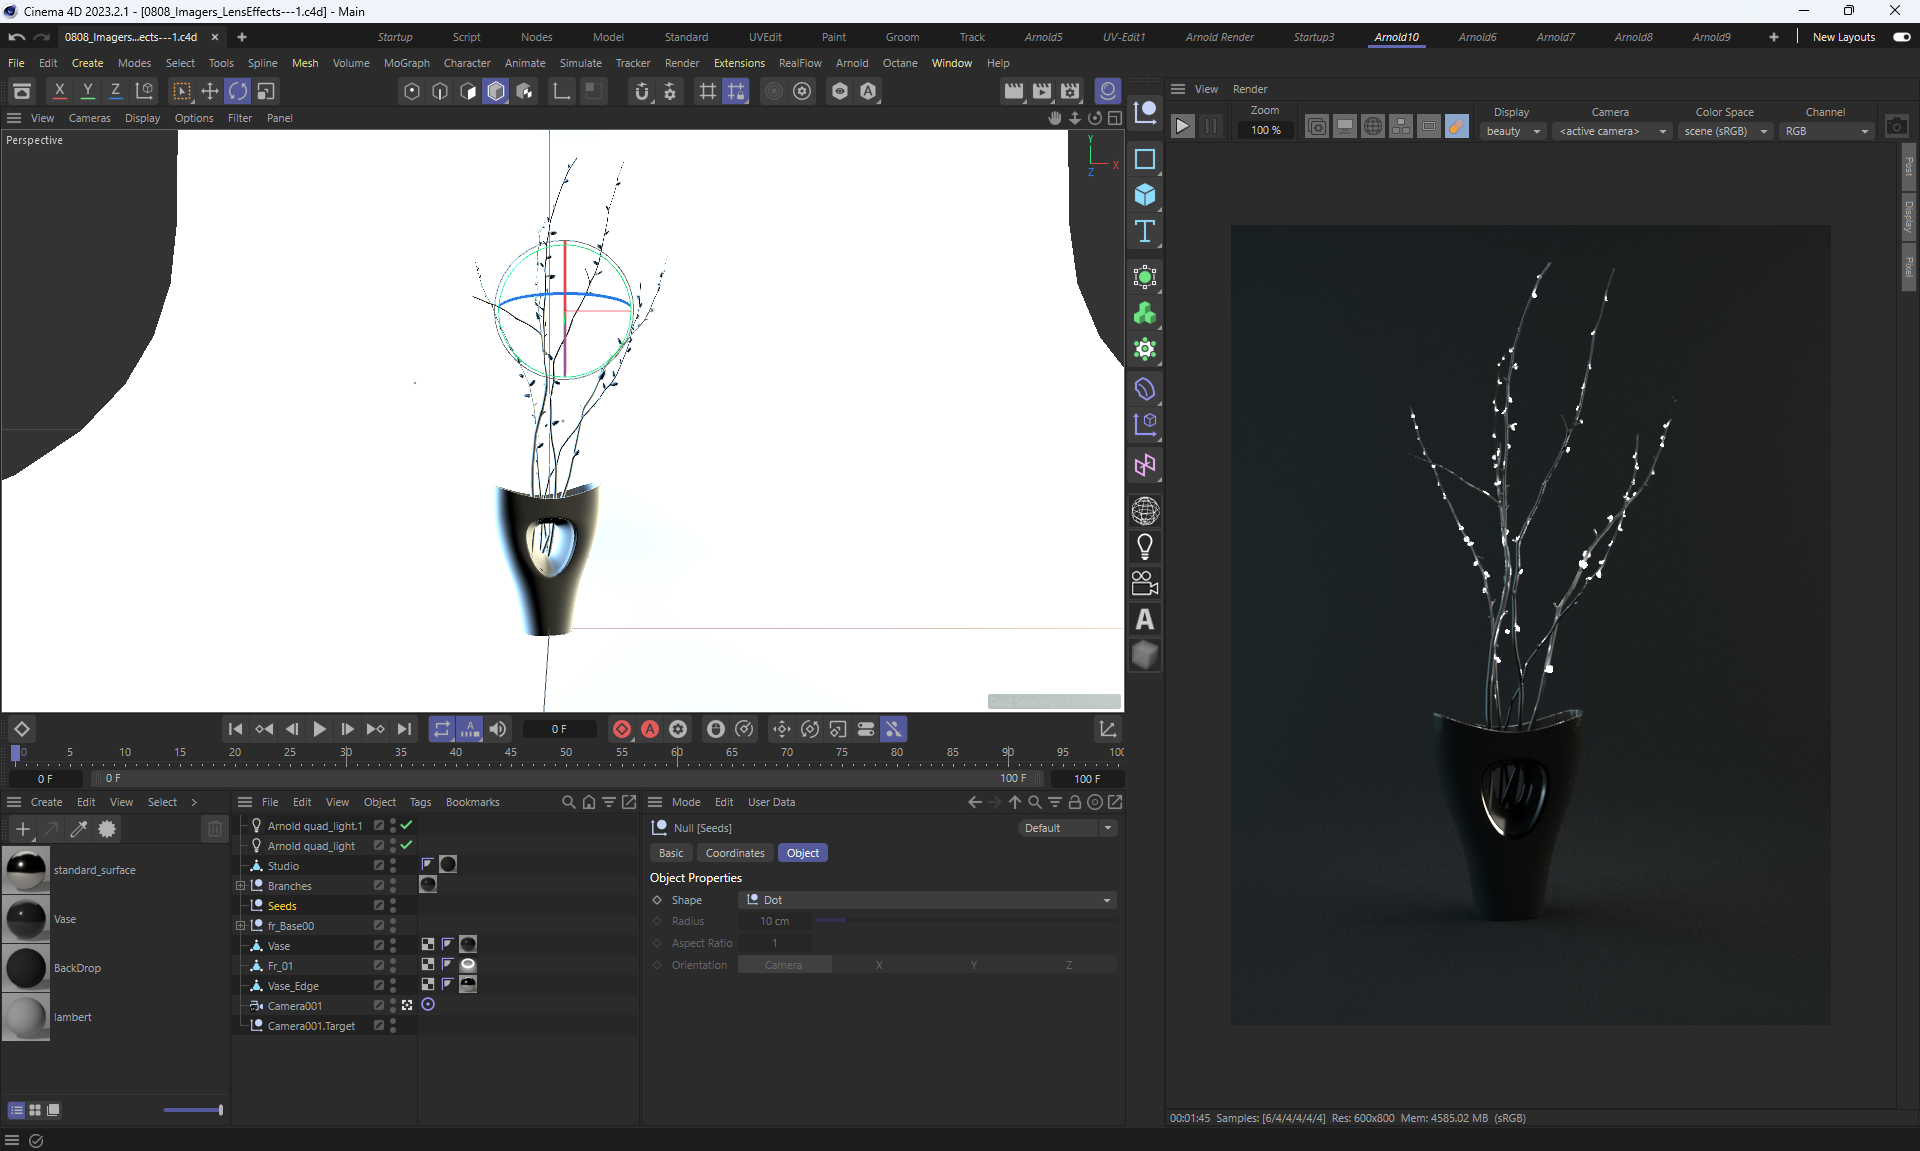 Cinema 4D 2023.2.1 - [0808_Imagers_LensEffects---1.c4d] - Main
0808_Imagers...ects---1.c4d
Startup Script Nodes Model Standard UVEdit Paint Groom Track Arnold5 UV-Edit1 Arnold Render Startup3 Arnold10 Arnold6 Arnold7 Arnold8 Arnold9 New Layouts
File Edit Create Modes Select Tools Spline Mesh Volume MoGraph Character Animate Simulate Tracker Render Extensions RealFlow Arnold Octane Window Help
X Y Z
View Render
View Cameras Display Options Filter Panel
Zoom
100 %
Display
beauty
Camera
<active camera>
Color Space
scene (sRGB)
Channel
RGB
Post
Display
Pixel
Perspective
Y
X
Z
0 F
0 5 10 15 20 25 30 35 40 45 50 55 60 65 70 75 80 85 90 95 100
0 F 0 F 100 F 100 F
Create Edit View Select
standard_surface
Vase
BackDrop
lambert
File Edit View Object Tags Bookmarks
Arnold quad_light.1
Arnold quad_light
Studio
Branches
Seeds
fr_Base00
Vase
Fr_01
Vase_Edge
Camera001
Camera001.Target
Mode Edit User Data
Null [Seeds]
Default
Basic Coordinates Object
Object Properties
Shape Dot
Radius 10 cm
Aspect Ratio 1
Orientation Camera X Y Z
00:01:45 Samples: [6/4/4/4/4/4] Res: 600x800 Mem: 4585.02 MB (sRGB)